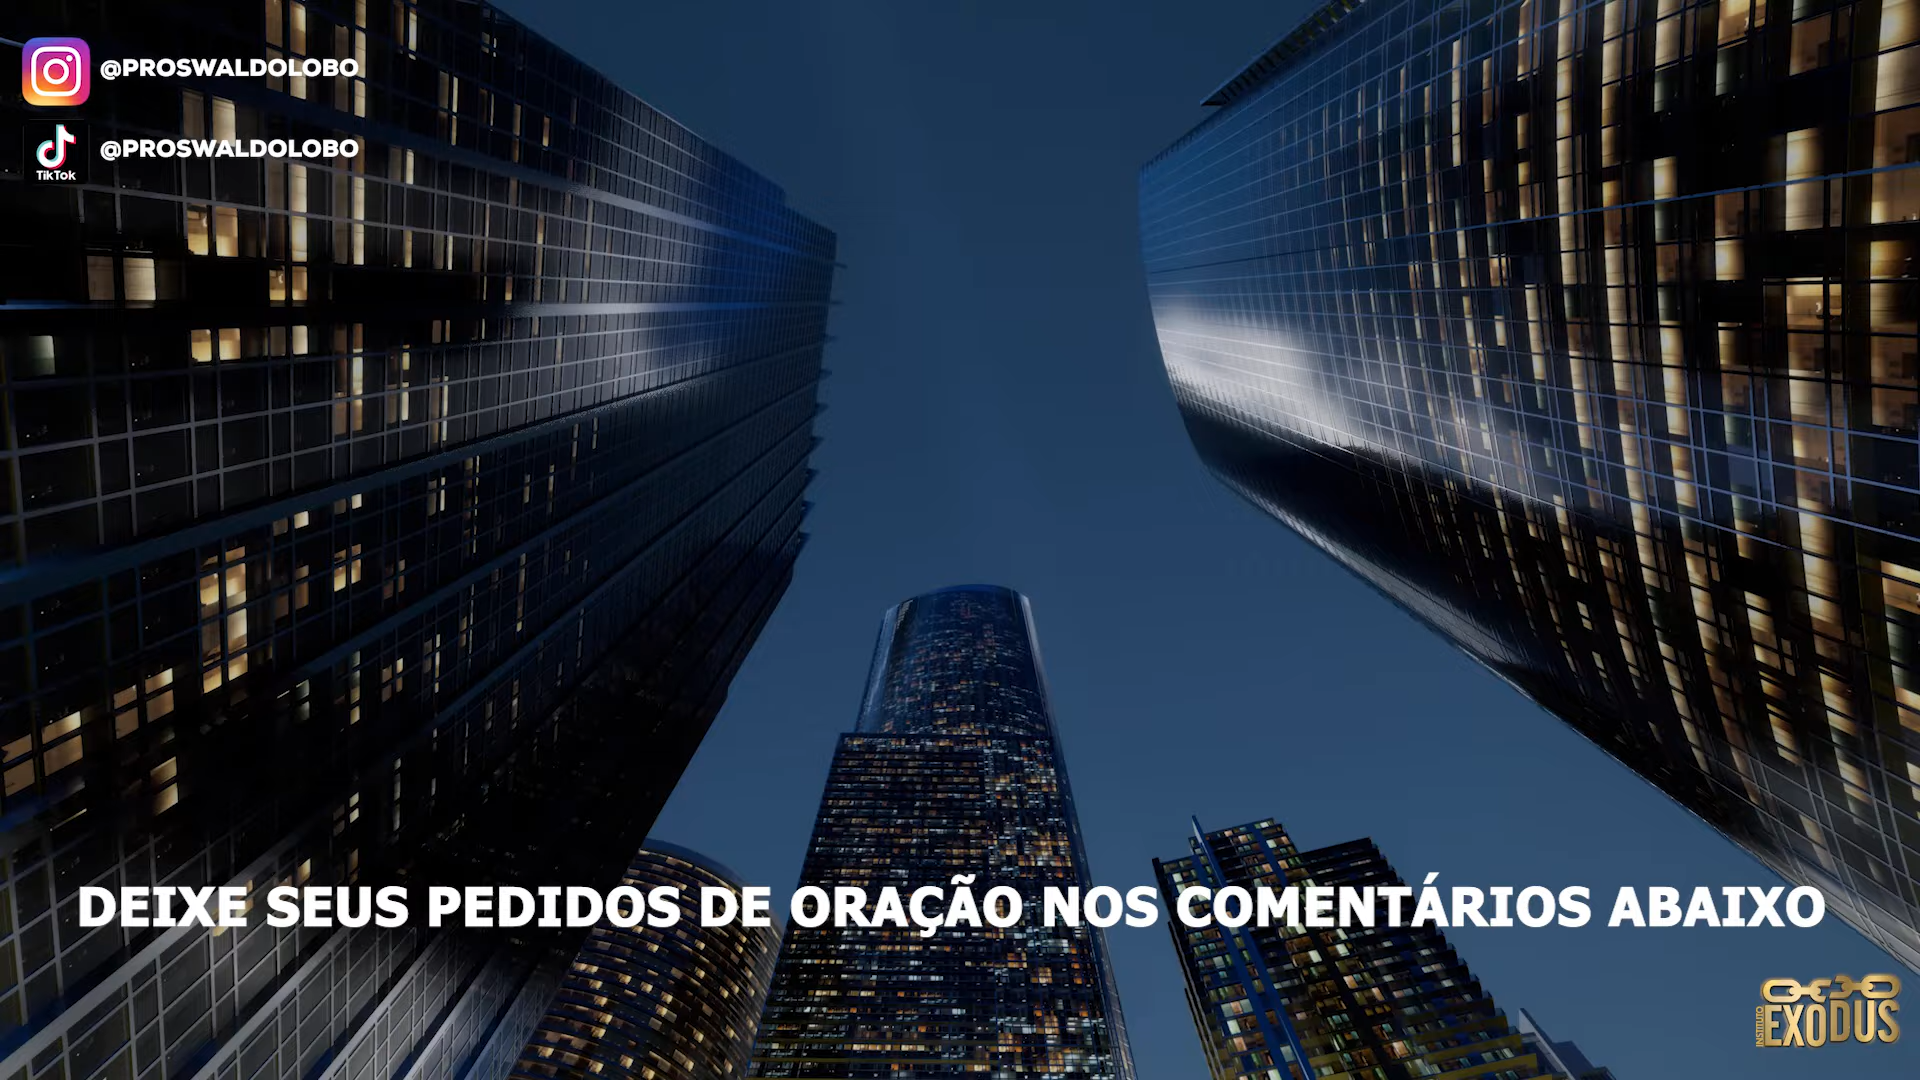 @PROSWALDOLOBO
TikTok
@PROSWALDOLOBO
DEIXE SEUS PEDIDOS DE ORAÇÃO NOS COMENTÁRIOS ABAIXO
INSTITUTO
EXODUS